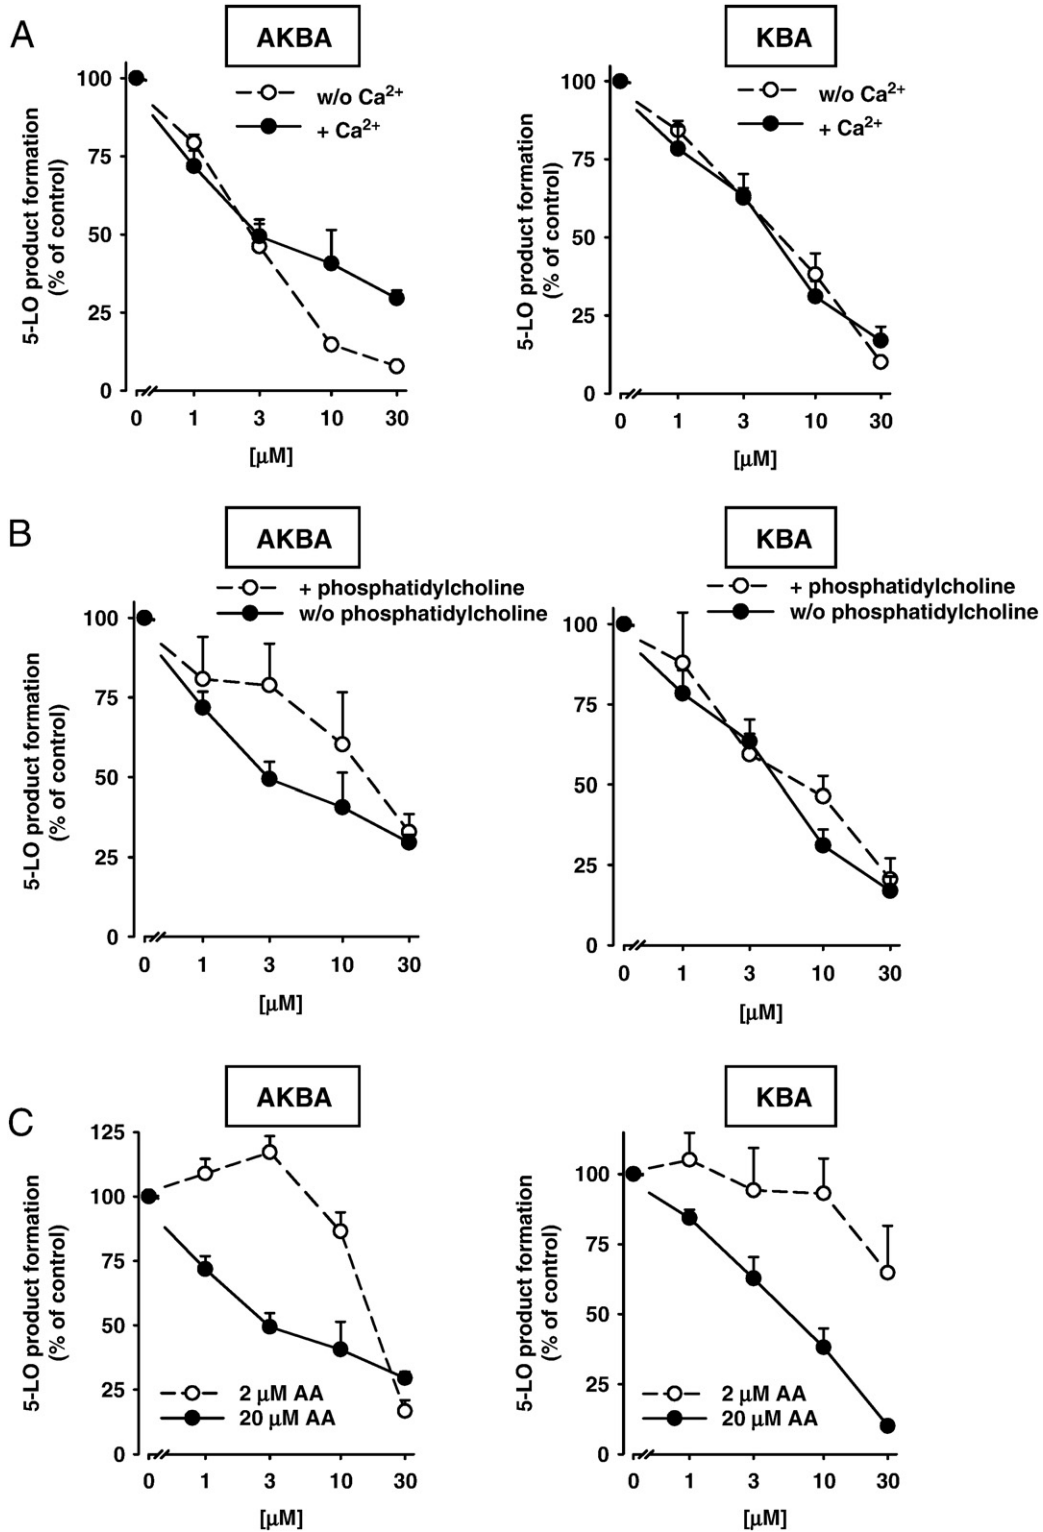 A
AKBA
w/o Ca²⁺
+ Ca²⁺
5-LO product formation
(% of control)
100
75
50
25
0
0 1 3 10 30
[µM]
KBA
w/o Ca²⁺
+ Ca²⁺
5-LO product formation
(% of control)
100
75
50
25
0
0 1 3 10 30
[µM]
B
AKBA
+ phosphatidylcholine
w/o phosphatidylcholine
5-LO product formation
(% of control)
100
75
50
25
0
0 1 3 10 30
[µM]
KBA
+ phosphatidylcholine
w/o phosphatidylcholine
5-LO product formation
(% of control)
100
75
50
25
0
0 1 3 10 30
[µM]
C
AKBA
5-LO product formation
(% of control)
125
100
75
50
25
0
2 µM AA
20 µM AA
0 1 3 10 30
[µM]
KBA
5-LO product formation
(% of control)
100
75
50
25
0
2 µM AA
20 µM AA
0 1 3 10 30
[µM]